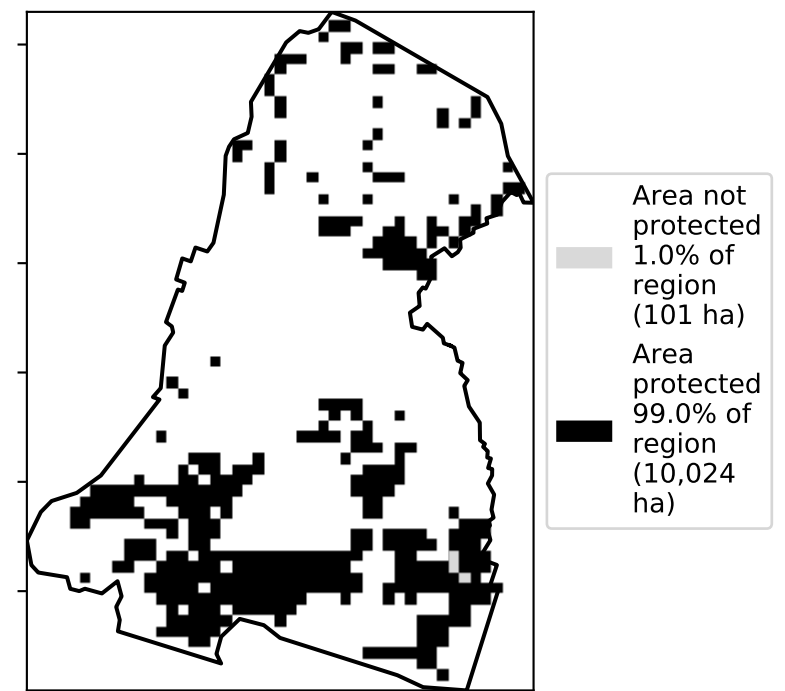 Area not
protected
1.0% of
region
(101 ha)
Area
protected
99.0% of
region
(10,024
ha)